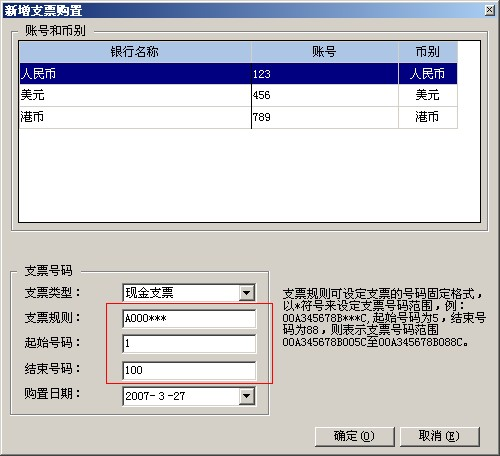 新增支票购置
账号和币别
银行名称 账号 币别
人民币 123 人民币
美元 456 美元
港币 789 港币
支票号码
支票类型： 现金支票
支票规则： A000***
起始号码： 1
结束号码： 100
购置日期： 2007- 3 -27
支票规则可设定支票的号码固定格式，
以*符号来设定支票号码范围，例：
00A345678B***C,起始号码为5，结束号
码为88，则表示支票号码范围
00A345678B005C至00A345678B088C。
确定(O) 取消(E)